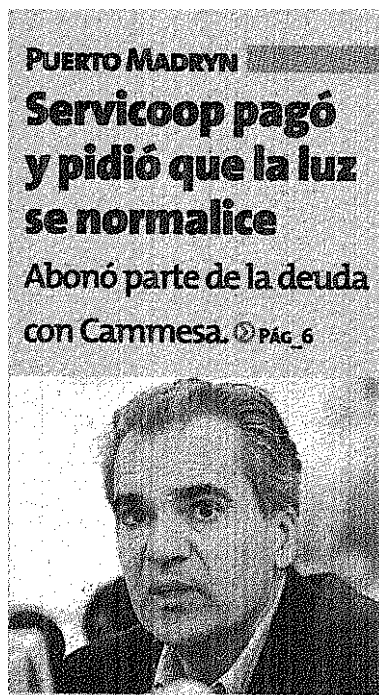 PUERTO MADRYN
Servicoop pagó
y pidió que la luz
se normalice
Abonó parte de la deuda
con Cammesa. PÁG_6